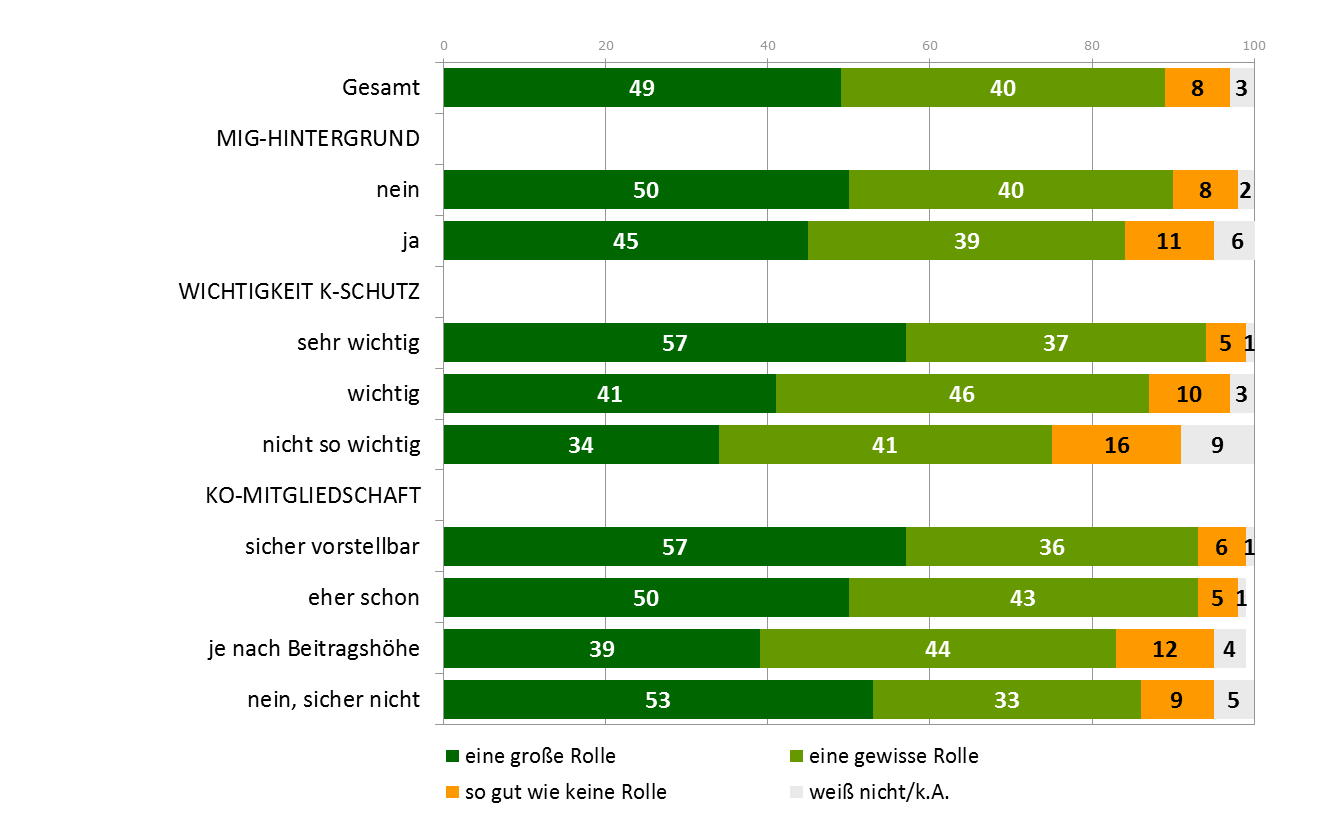 0 20 40 60 80 100
Gesamt 49 40 8 3
MIG-HINTERGRUND
nein 50 40 8 2
ja 45 39 11 6
WICHTIGKEIT K-SCHUTZ
sehr wichtig 57 37 5 1
wichtig 41 46 10 3
nicht so wichtig 34 41 16 9
KO-MITGLIEDSCHAFT
sicher vorstellbar 57 36 6 1
eher schon 50 43 5 1
je nach Beitragshöhe 39 44 12 4
nein, sicher nicht 53 33 9 5
eine große Rolle eine gewisse Rolle
so gut wie keine Rolle weiß nicht/k.A.